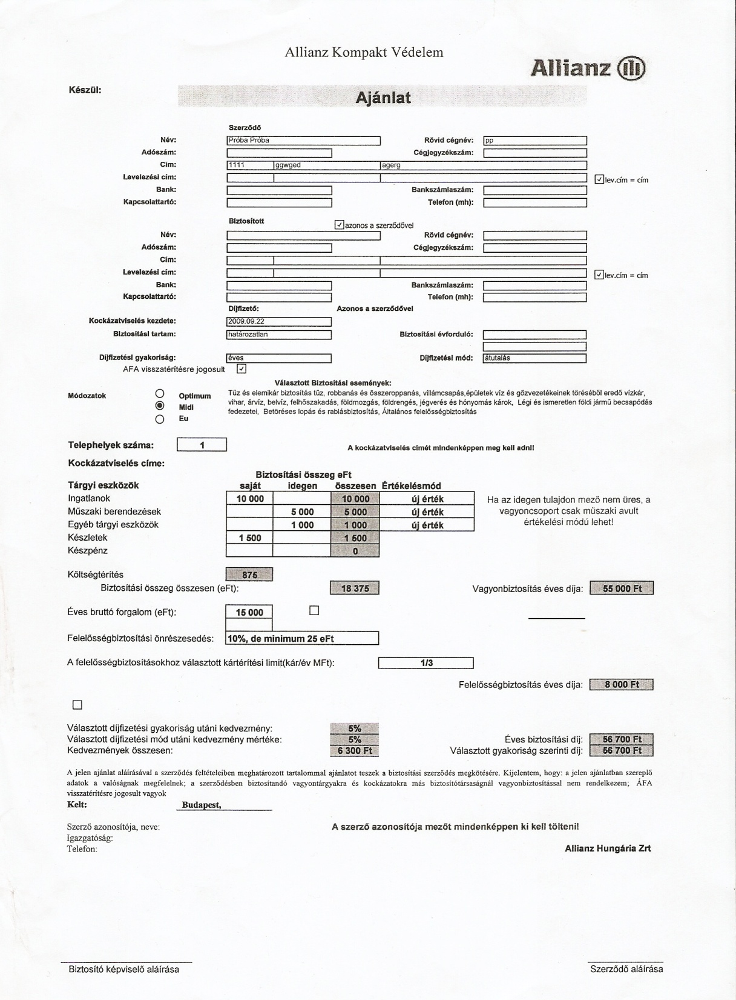 Allianz Kompakt Védelem
Allianz
Készül:
Ajánlat
Szerződő
Név: Próba Próba Rövid cégnév: pp
Adószám: Cégjegyzékszám:
Cím: 1111 ggwged agerg
Levelezési cím: lev.cím = cím
Bank: Bankszámlaszám:
Kapcsolattartó: Telefon (mh):
Biztosított azonos a szerződővel
Név: Rövid cégnév:
Adószám: Cégjegyzékszám:
Cím:
Levelezési cím: lev.cím = cím
Bank: Bankszámlaszám:
Kapcsolattartó: Telefon (mh):
Díjfizető: Azonos a szerződővel
Kockázatviselés kezdete: 2009.09.22
Biztosítási tartam: határozatlan Biztosítási évforduló:
Díjfizetési gyakoriság: éves Díjfizetési mód: átutalás
AFA visszatérítésre jogosult
Választott Biztosítási események:
Módozatok Optimum Tűz és elemikár biztosítás tűz, robbanás és összeroppanás, villámcsapás,épületek víz és gőzvezetékeinek töréséből eredő vízkár,
Midi vihar, árvíz, belvíz, felhőszakadás, földmozgás, földrengés, jégverés és hónyomás károk, Légi és ismeretlen földi jármű becsapódás
Eu fedezetei, Betöréses lopás és rablásbiztosítás, Általános felelősségbiztosítás
Telephelyek száma: 1 A kockázatviselés címét mindenképpen meg kell adni!
Kockázatviselés címe:
Biztosítási összeg eFt
Tárgyi eszközök saját idegen összesen Értékelésmód
Ingatlanok 10 000 10 000 új érték Ha az idegen tulajdon mező nem üres, a
Műszaki berendezések 5 000 5 000 új érték vagyoncsoport csak műszaki avult
Egyéb tárgyi eszközök 1 000 1 000 új érték értékelési módú lehet!
Készletek 1 500 1 500
Készpénz 0
Költségtérítés 875
Biztosítási összeg összesen (eFt): 18 375 Vagyonbiztosítás éves díja: 55 000 Ft
Éves bruttó forgalom (eFt): 15 000
Felelősségbiztosítási önrészesedés: 10%, de minimum 25 eFt
A felelősségbiztosításokhoz választott kártérítési limit(kár/év MFt): 1/3
Felelősségbiztosítás éves díja: 8 000 Ft
Választott díjfizetési gyakoriság utáni kedvezmény: 5%
Választott díjfizetési mód utáni kedvezmény mértéke: 5% Éves biztosítási díj: 56 700 Ft
Kedvezmények összesen: 6 300 Ft Választott gyakoriság szerinti díj: 56 700 Ft
A jelen ajánlat aláírásával a szerződés feltételeiben meghatározott tartalommal ajánlatot teszek a biztosítási szerződés megkötésére. Kijelentem, hogy: a jelen ajánlatban szereplő
adatok a valóságnak megfelelnek; a szerződésben biztosítandó vagyontárgyakra és kockázatokra más biztosítótársaságnál vagyonbiztosítással nem rendelkezem; ÁFA
visszatérítésre jogosult vagyok
Kelt: Budapest,
Szerző azonosítója, neve: A szerző azonosítója mezőt mindenképpen ki kell tölteni!
Igazgatóság:
Telefon: Allianz Hungária Zrt
Biztosító képviselő aláírása Szerződő aláírása